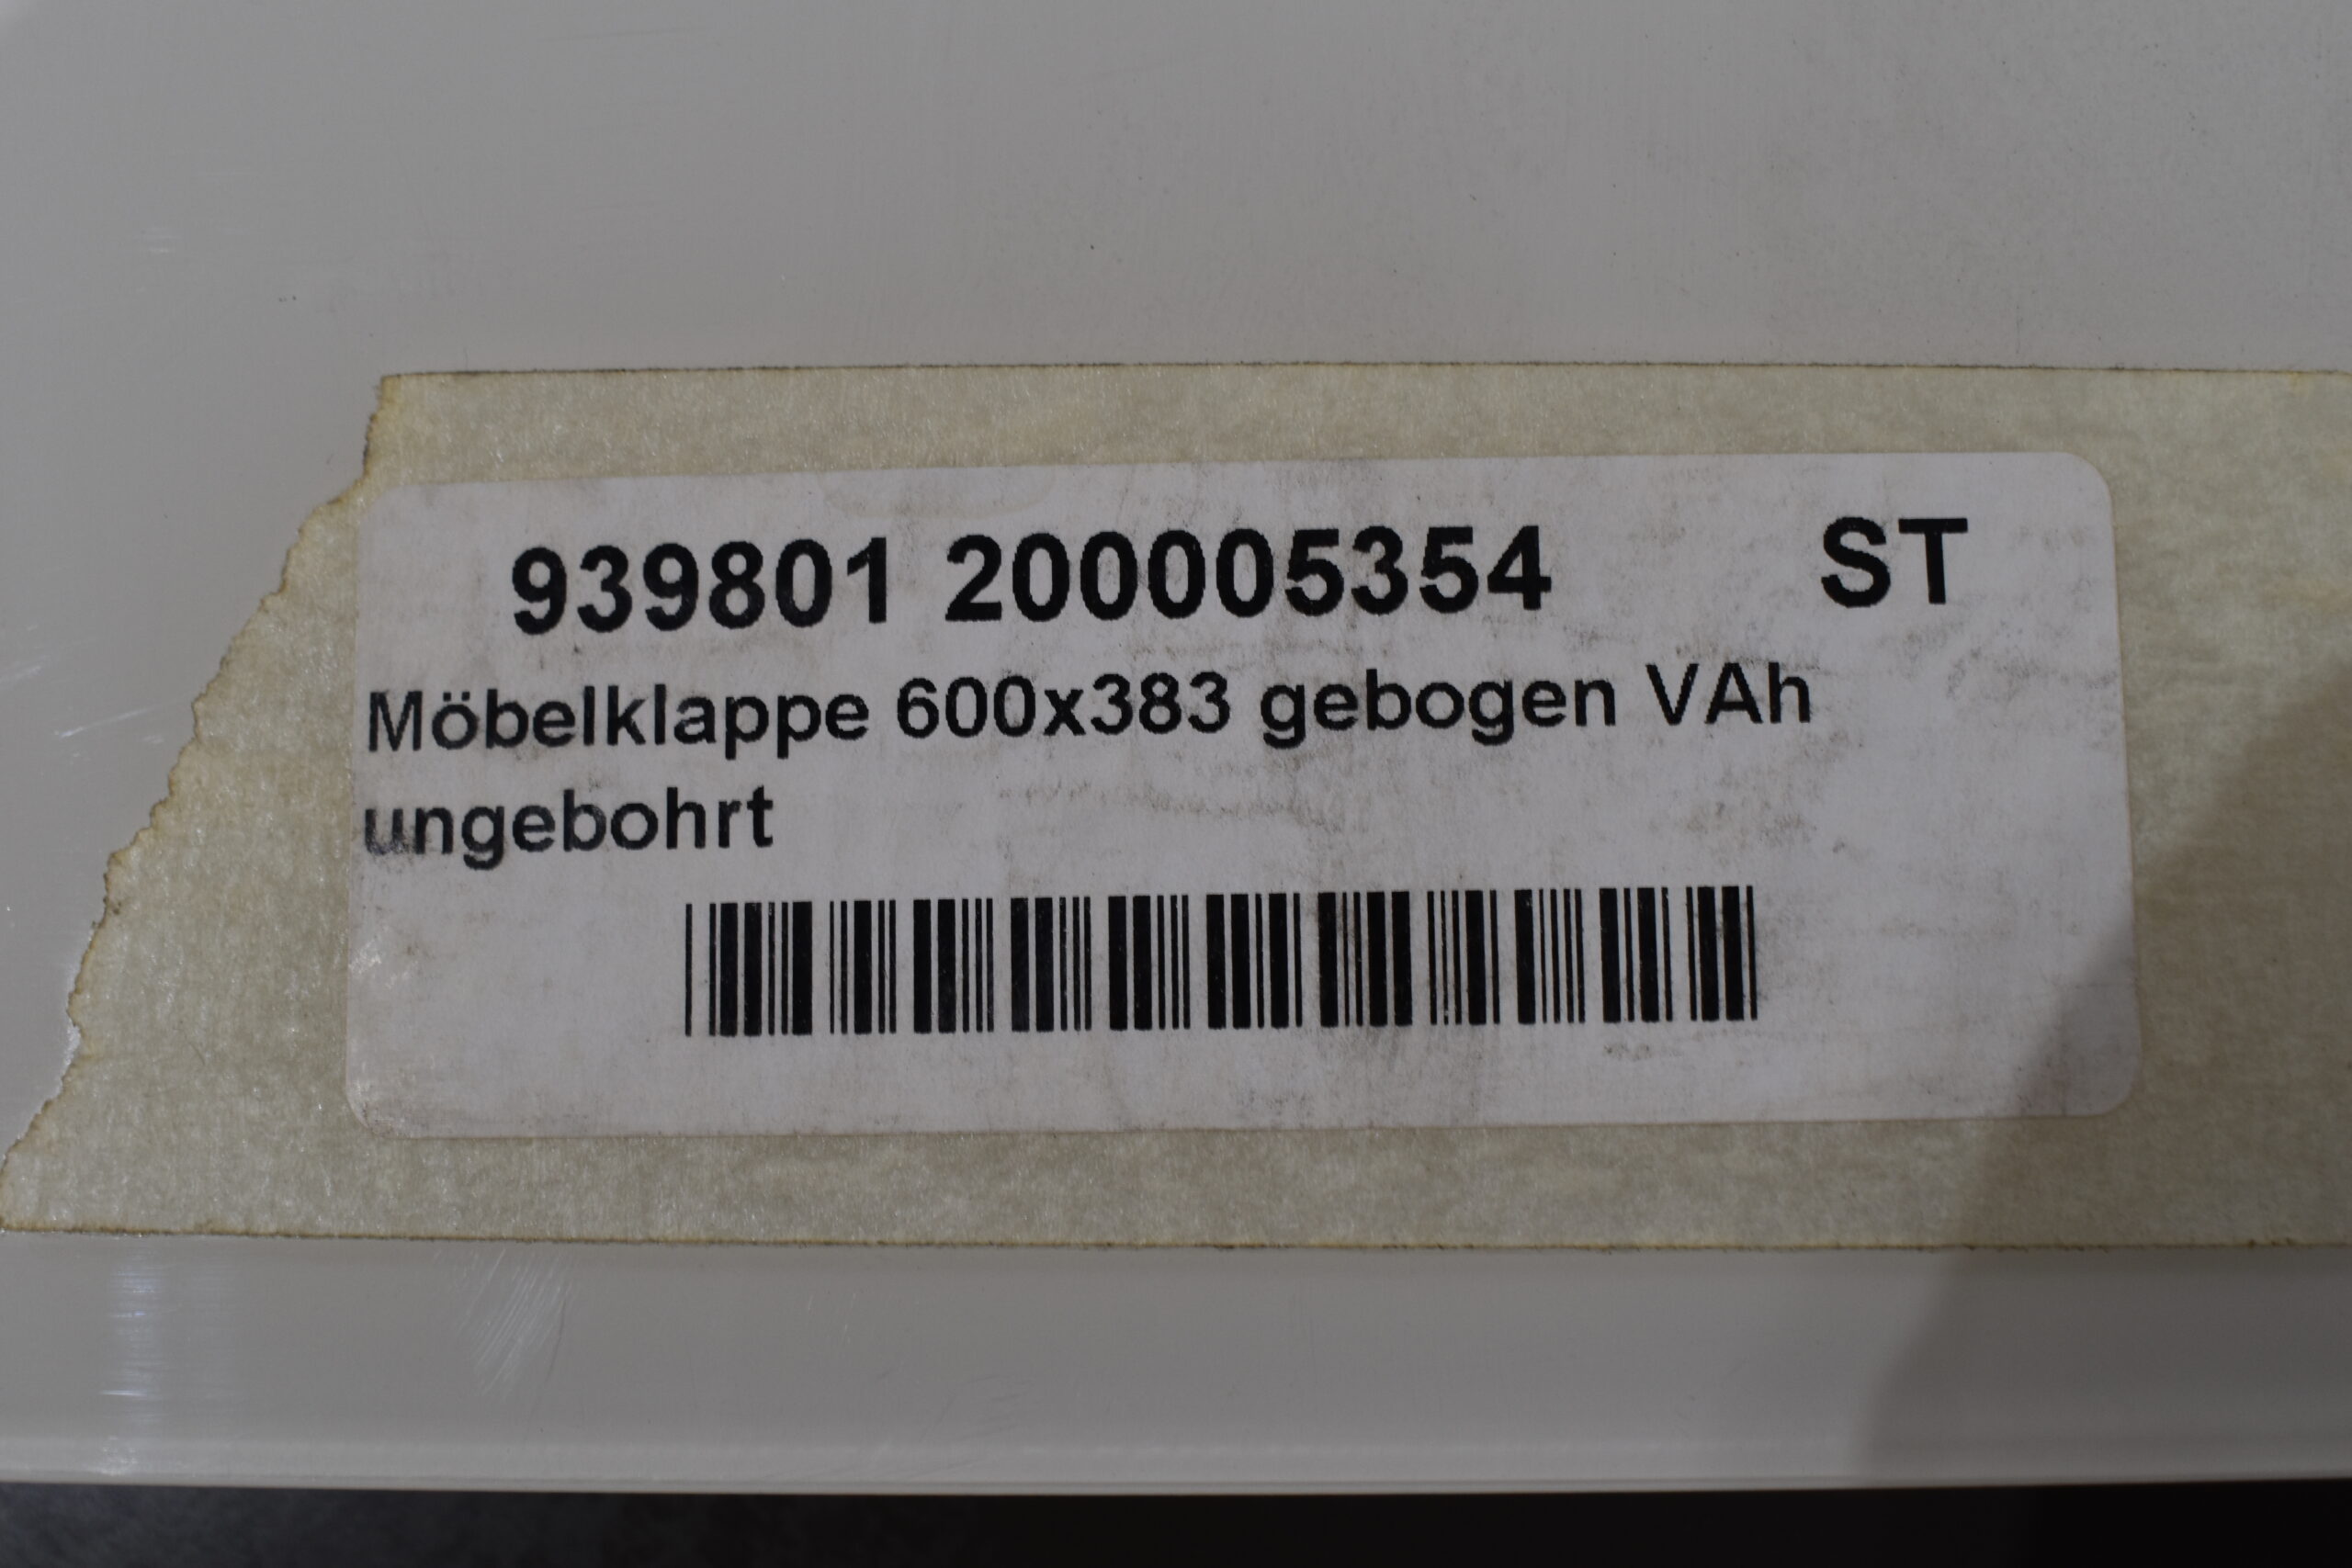 939801 200005354 ST
Möbelklappe 600x383 gebogen VAh
ungebohrt